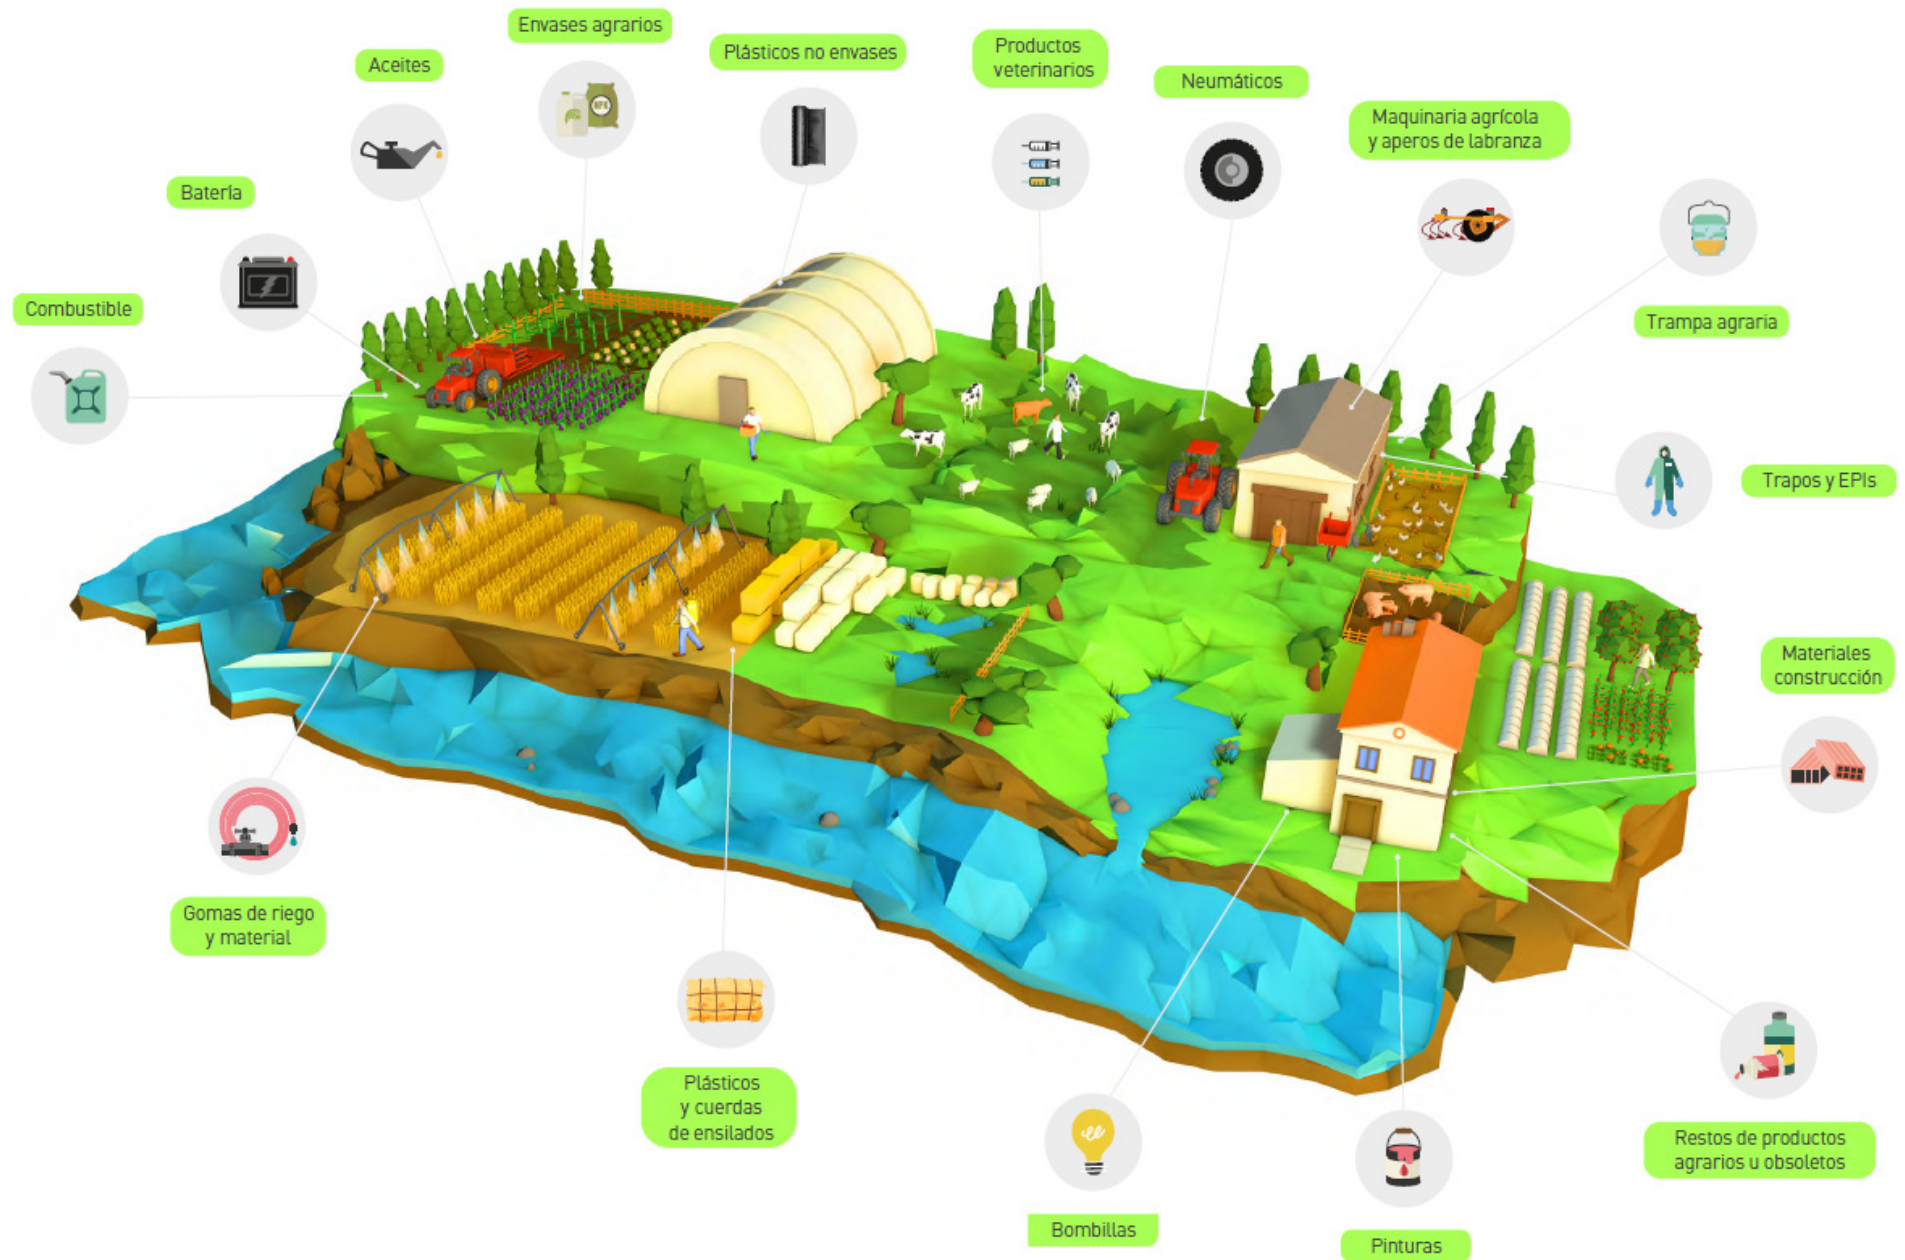 Envases agrarios
Aceites
Plásticos no envases
Productos
veterinarios
Neumáticos
Maquinaria agrícola
y aperos de labranza
Batería
Combustible
NPK
Trampa agraria
Trapos y EPIs
Materiales
construcción
Gomas de riego
y material
Plásticos
y cuerdas
de ensilados
Bombillas
Pinturas
Restos de productos
agrarios u obsoletos